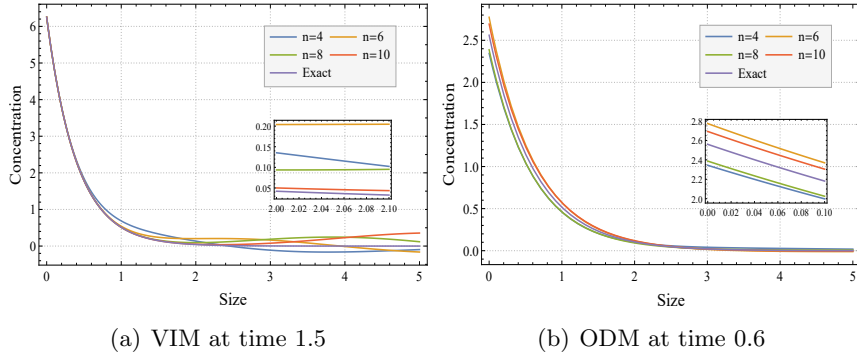 n=4 n=6
n=8 n=10
Exact
6
5
4
3
2
1
0
Concentration
0.20
0.15
0.10
0.05
2.00 2.02 2.04 2.06 2.08 2.10
0 1 2 3 4 5
Size
(a) VIM at time 1.5
n=4 n=6
n=8 n=10
Exact
2.5
2.0
1.5
1.0
0.5
0.0
Concentration
2.8
2.6
2.4
2.2
2.0
0.00 0.02 0.04 0.06 0.08 0.10
0 1 2 3 4 5
Size
(b) ODM at time 0.6